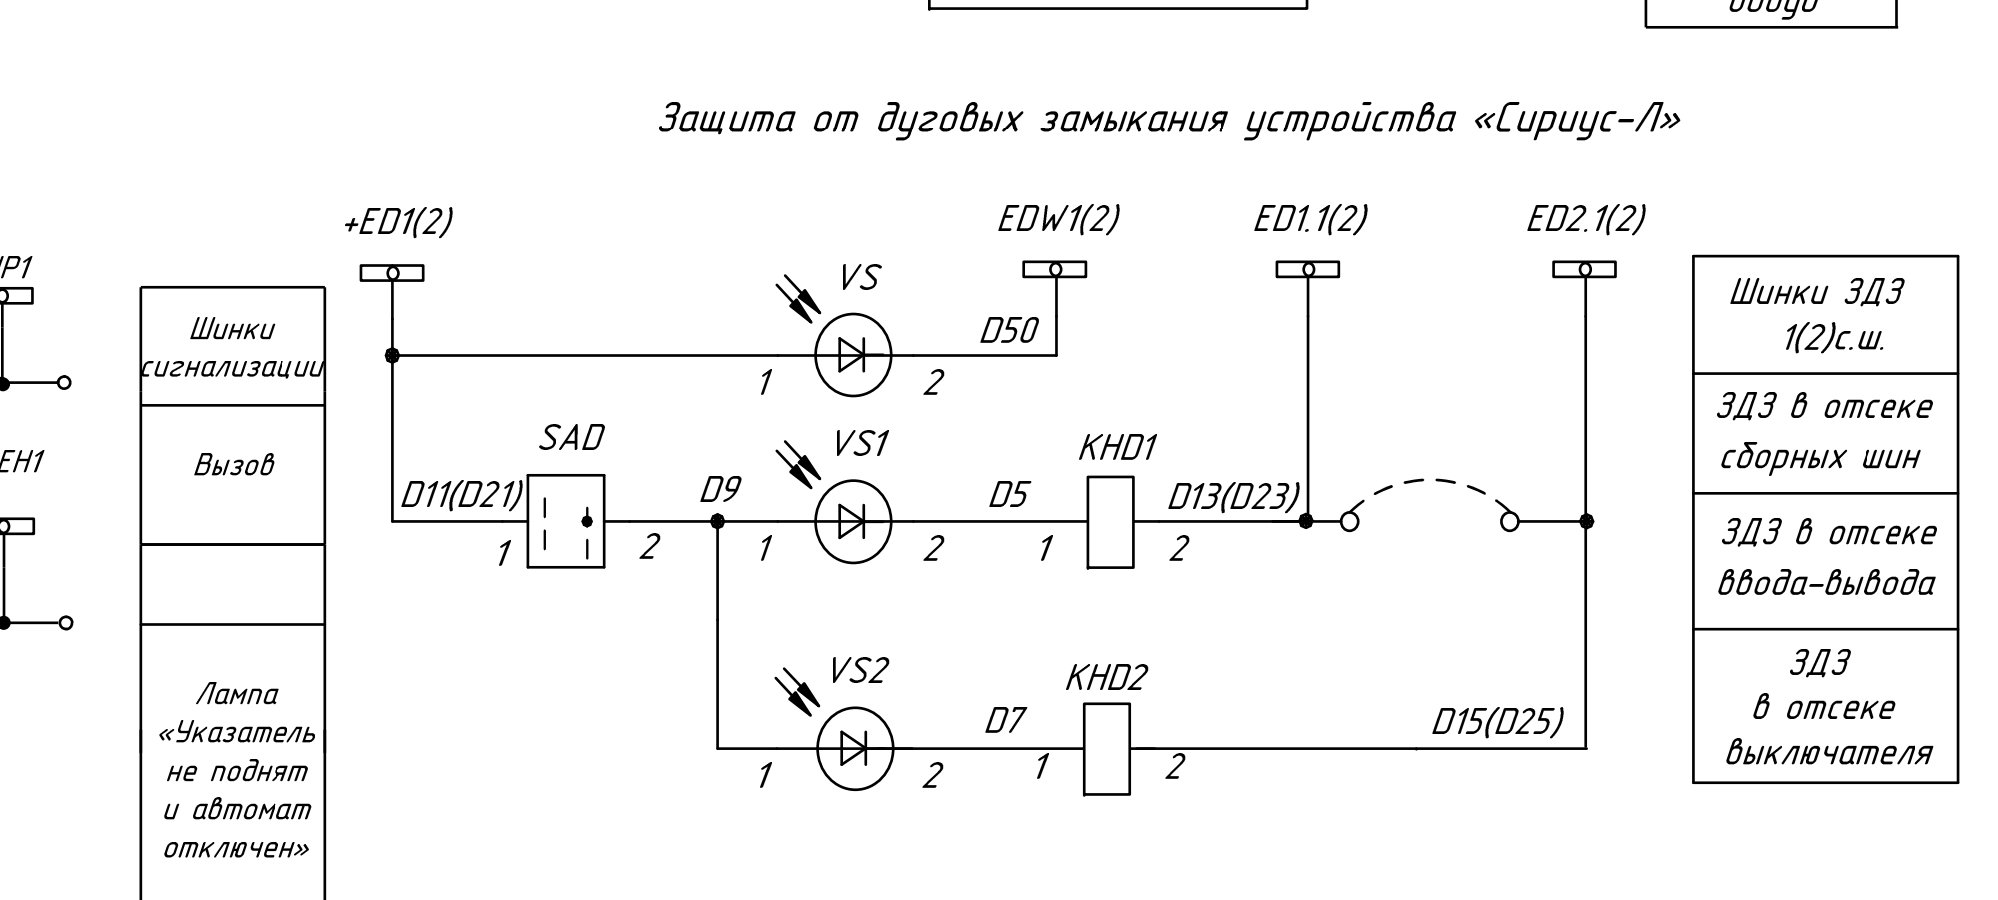 Защита от дуговых замыкания устройства «Сириус-Л»
+ED1(2)
EDW1(2)
ED1.1(2)
ED2.1(2)
EH1
Шинки
сигнализации
Вызов
Лампа
«Указатель
не поднят
и автомат
отключен»
VS
D50
1
2
SAD
VS1
KHD1
D11(D21)
D9
D5
D13(D23)
1
2
1
2
1
2
VS2
KHD2
D7
D15(D25)
1
2
1
2
Шинки ЗДЗ
1(2)с.ш.
ЗДЗ в отсеке
сборных шин
ЗДЗ в отсеке
ввода-вывода
ЗДЗ
в отсеке
выключателя